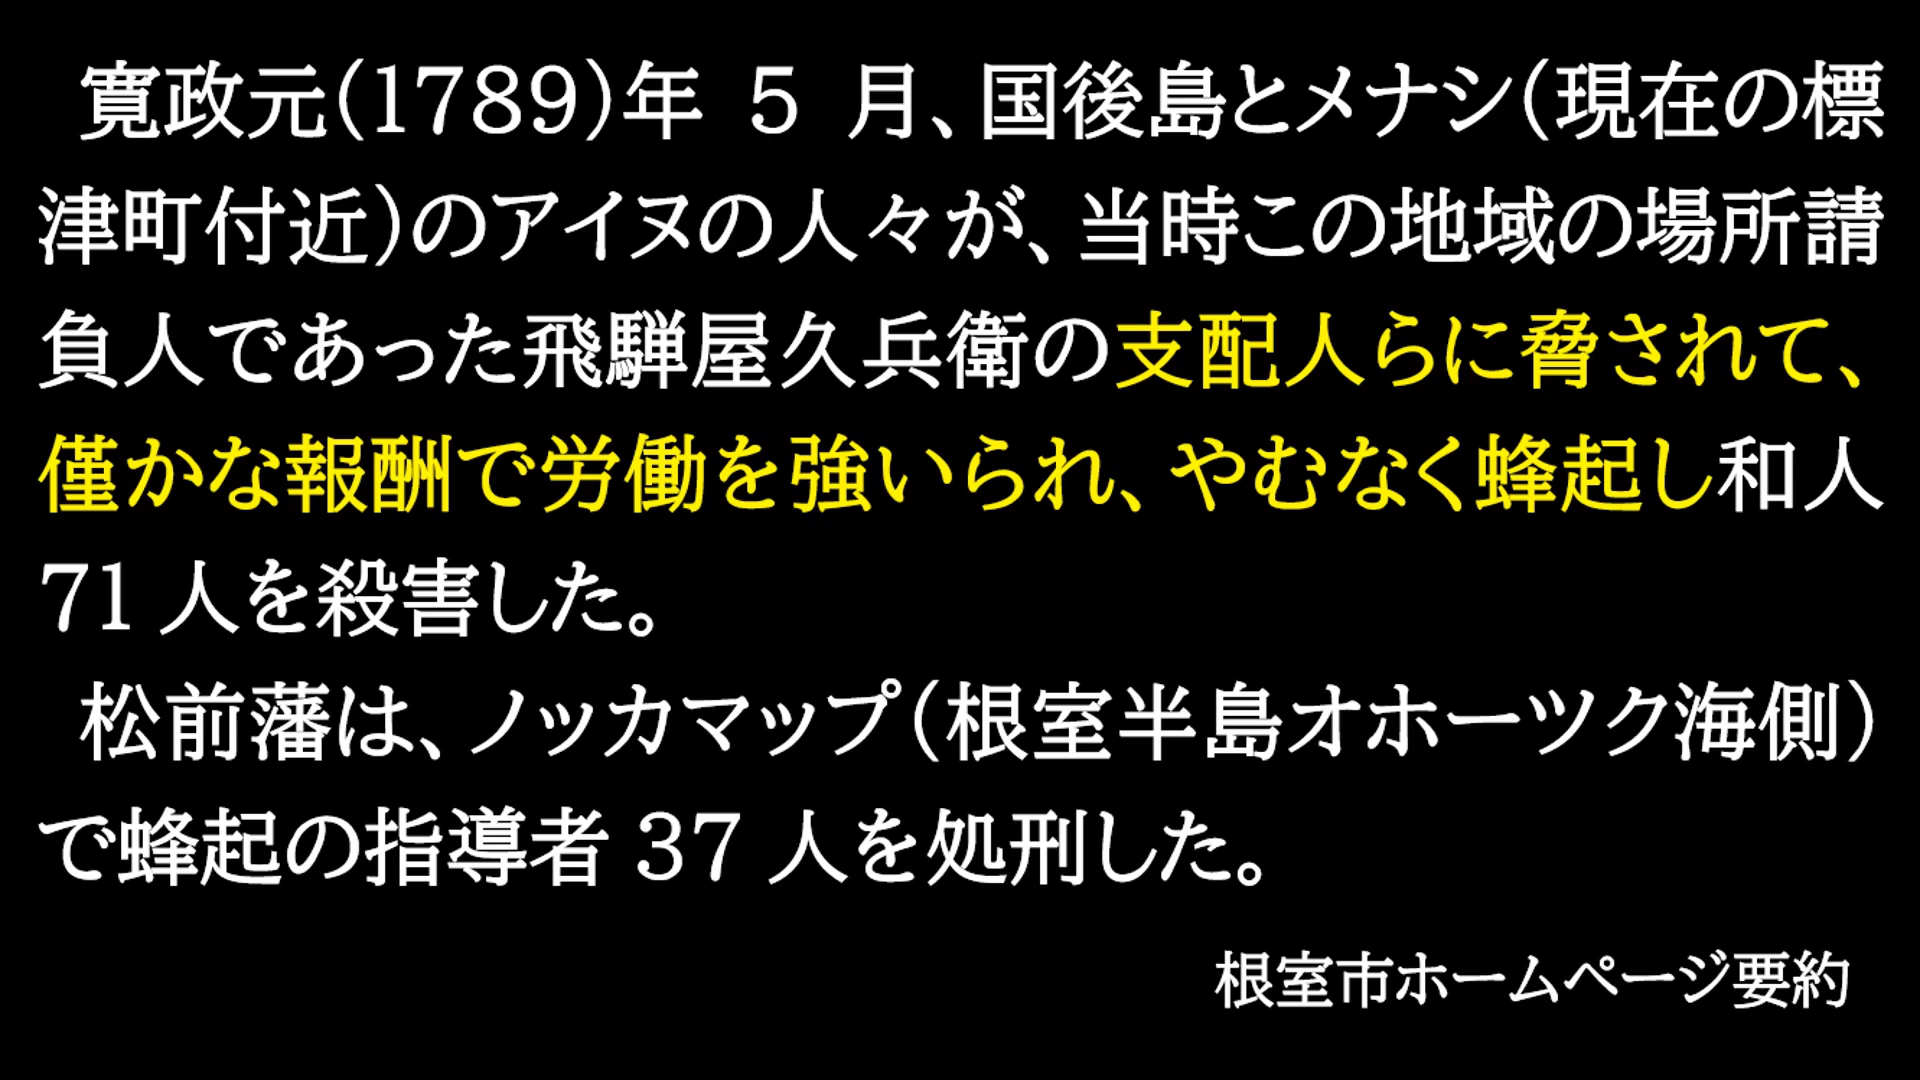 寛政元(1789)年 5 月、国後島とメナシ(現在の標
津町付近)のアイヌの人々が、当時この地域の場所請
負人であった飛騨屋久兵衛の支配人らに脅されて、
僅かな報酬で労働を強いられ、やむなく蜂起し和人
71 人を殺害した。
松前藩は、ノッカマップ(根室半島オホーツク海側)
で蜂起の指導者 37 人を処刑した。
根室市ホームページ要約